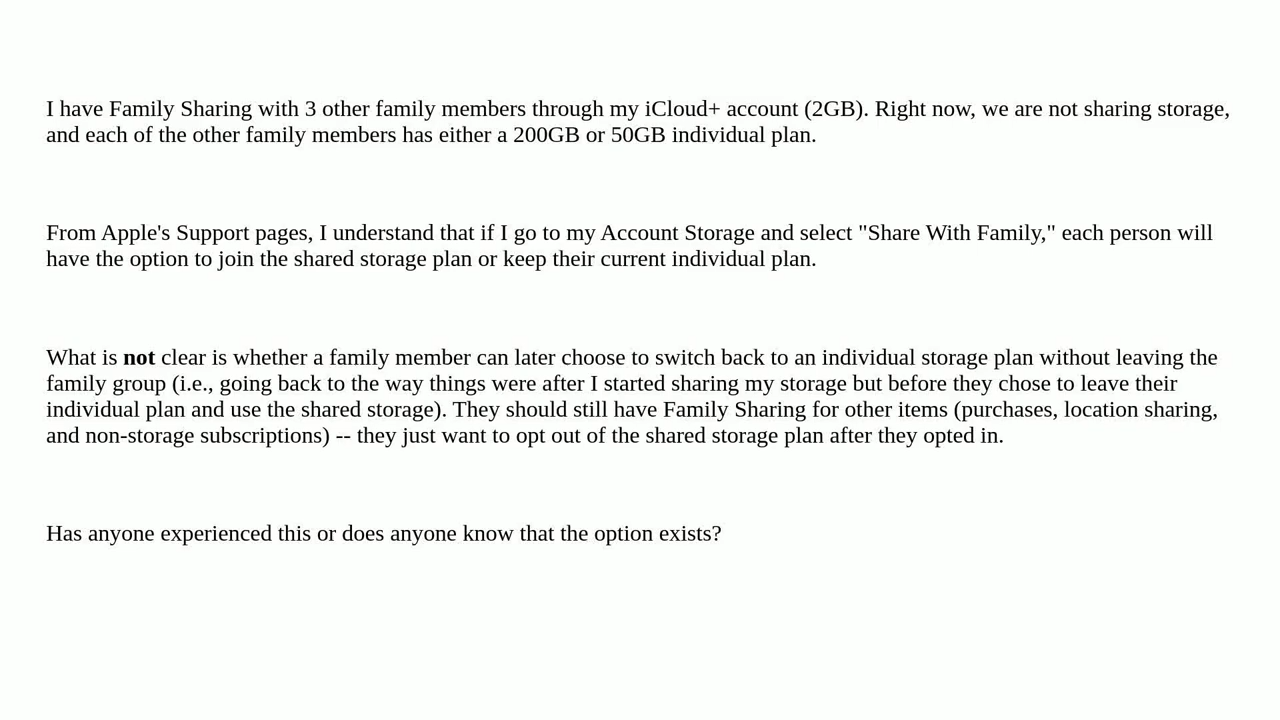 I have Family Sharing with 3 other family members through my iCloud+ account (2GB). Right now, we are not sharing storage,
and each of the other family members has either a 200GB or 50GB individual plan.
From Apple's Support pages, I understand that if I go to my Account Storage and select "Share With Family," each person will
have the option to join the shared storage plan or keep their current individual plan.
What is not clear is whether a family member can later choose to switch back to an individual storage plan without leaving the
family group (i.e., going back to the way things were after I started sharing my storage but before they chose to leave their
individual plan and use the shared storage). They should still have Family Sharing for other items (purchases, location sharing,
and non-storage subscriptions) -- they just want to opt out of the shared storage plan after they opted in.
Has anyone experienced this or does anyone know that the option exists?